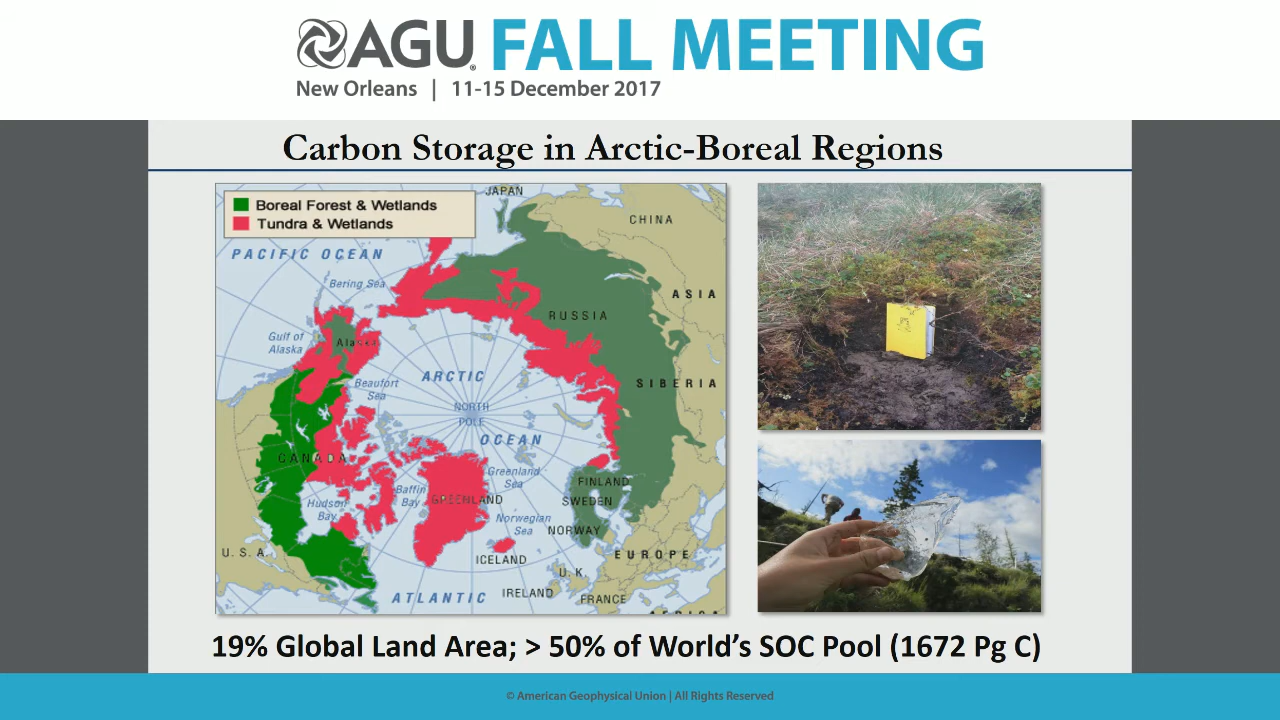 AGU FALL MEETING
New Orleans | 11-15 December 2017
Carbon Storage in Arctic-Boreal Regions
Boreal Forest & Wetlands
Tundra & Wetlands
JAPAN
CHINA
PACIFIC OCEAN
Bering Sea
ASIA
RUSSIA
Gulf of
Alaska
Alaska
ARCTIC
Beaufort
Sea
SIBERIA
NORTH
POLE
OCEAN
CANADA
Greenland
Sea
FINLAND
Baffin
Bay
GREENLAND
SWEDEN
Hudson
Bay
Norwegian
Sea
NORWAY
U.S.A.
ICELAND
EUROPE
U.K.
ATLANTIC
IRELAND
FRANCE
AFRICA
19% Global Land Area; > 50% of World's SOC Pool (1672 Pg C)
© American Geophysical Union | All Rights Reserved